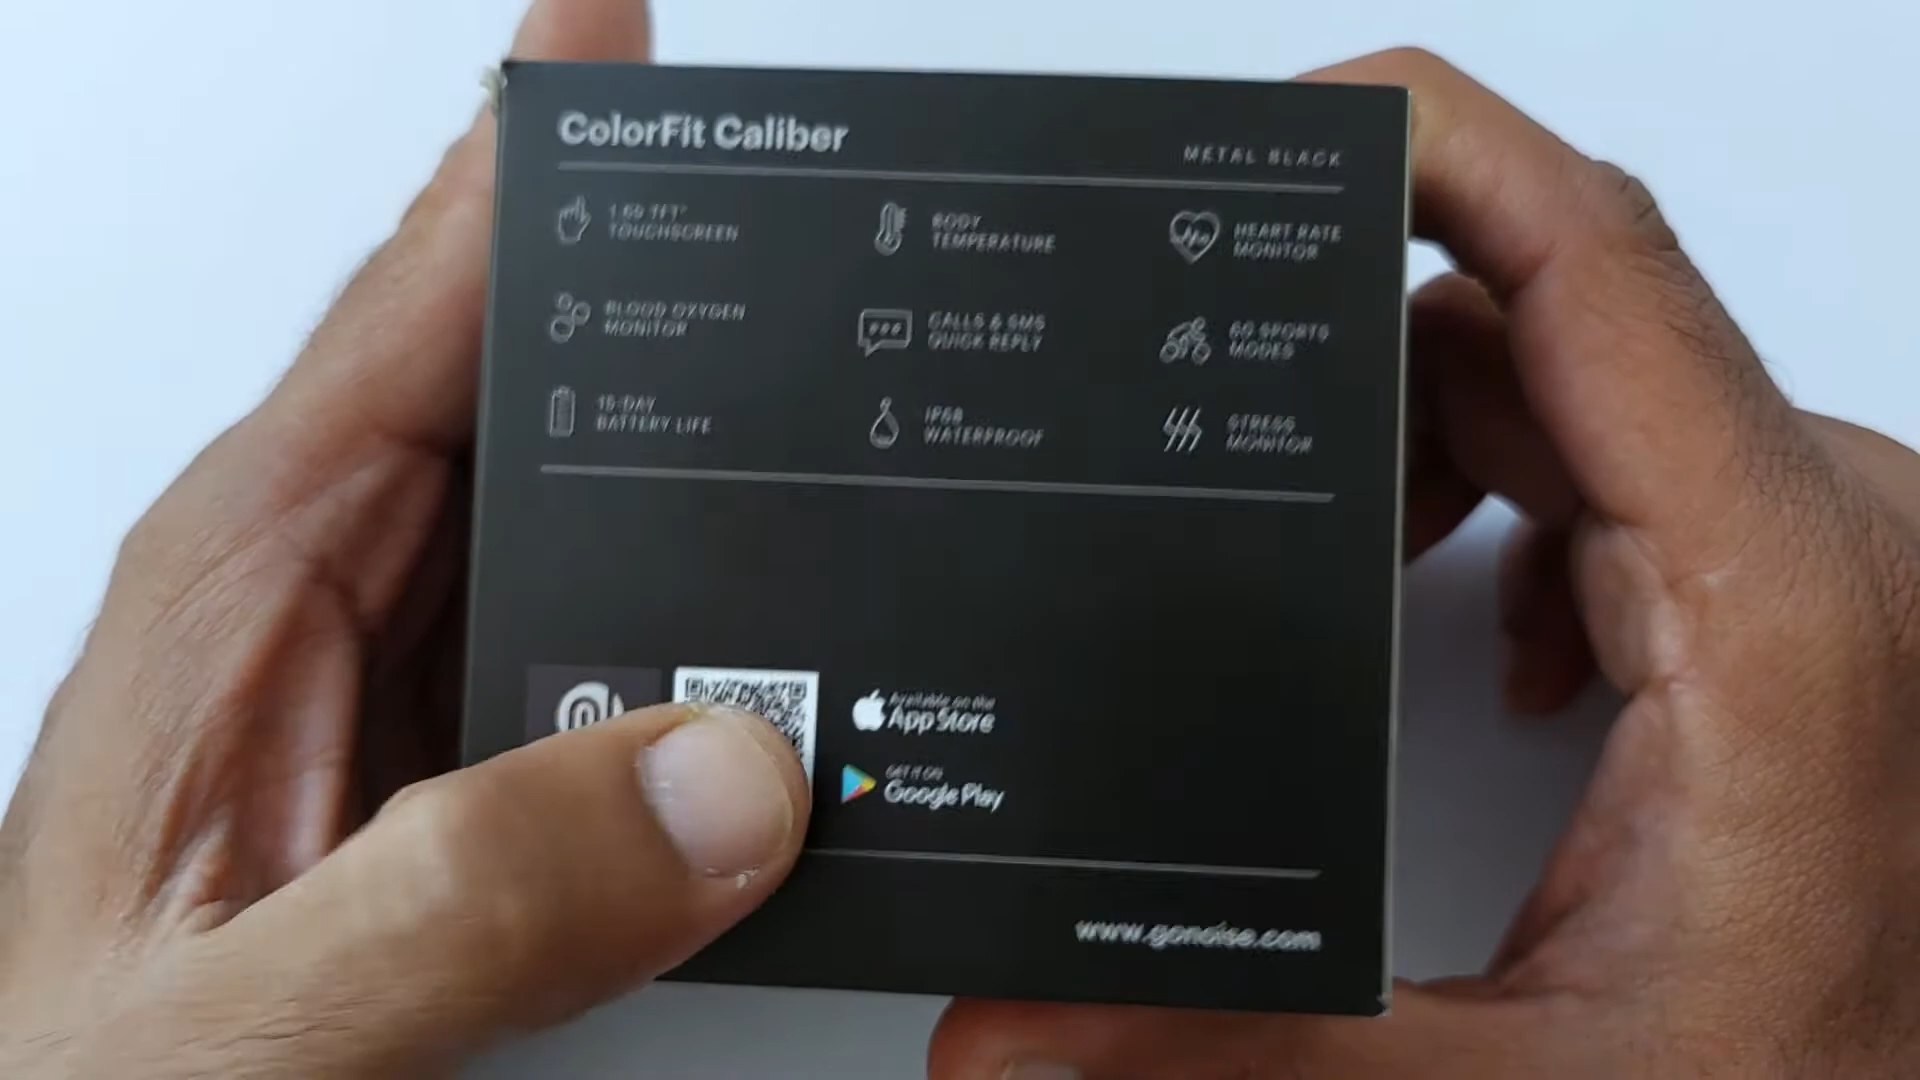 ColorFit Caliber
METAL BLACK
1.69 TFT*
TOUCHSCREEN
BODY
TEMPERATURE
HEART RATE
MONITOR
BLOOD OXYGEN
MONITOR
CALLS & SMS
QUICK REPLY
60 SPORTS
MODES
15-DAY
BATTERY LIFE
IP68
WATERPROOF
STRESS
MONITOR
Available on the
App Store
GET IT ON
Google Play
www.gonoise.com